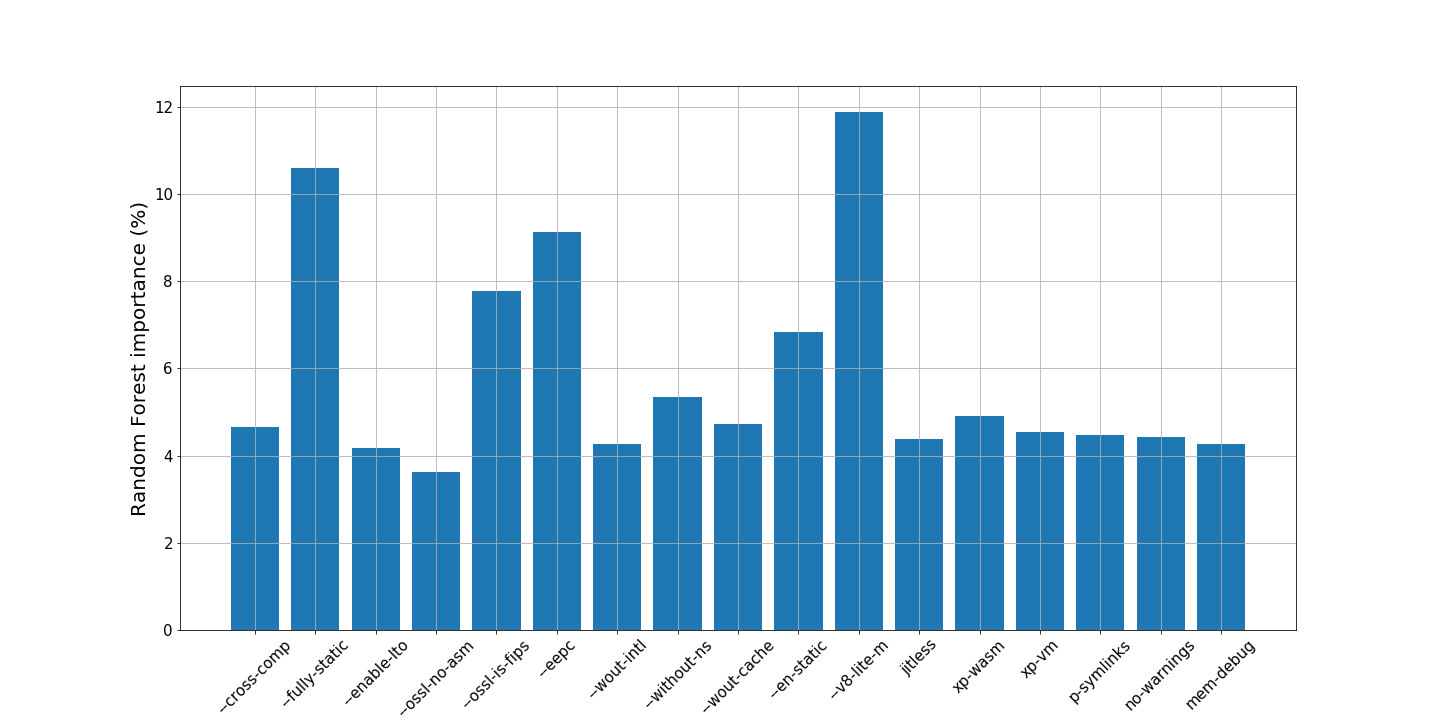 Random Forest importance (%)
12
10
8
6
4
2
0
–cross-comp
–fully-static
–enable-lto
–ossl-no-asm
–ossl-is-fips
–eepc
–wout-intl
–without-ns
–wout-cache
–en-static
–v8-lite-m
jitless
xp-wasm
xp-vm
p-symlinks
no-warnings
mem-debug